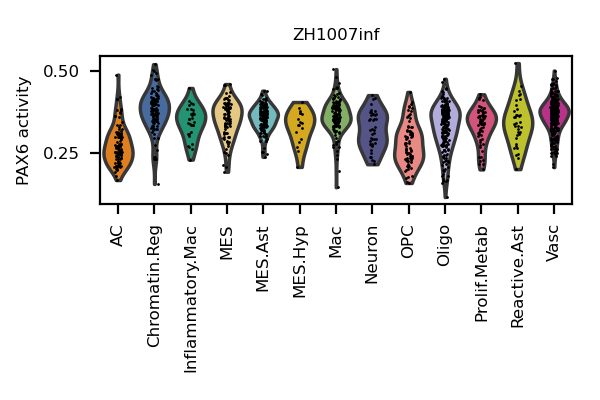 ZH1007inf
PAX6 activity
0.50
0.25
AC
Chromatin.Reg
Inflammatory.Mac
MES
MES.Ast
MES.Hyp
Mac
Neuron
OPC
Oligo
Prolif.Metab
Reactive.Ast
Vasc